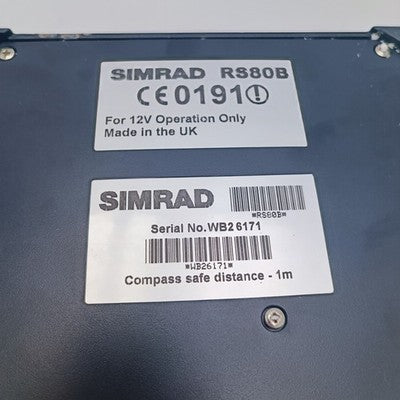 SIMRAD RS80B
CE0191
For 12V Operation Only
Made in the UK
SIMRAD
*RS80B*
Serial No.WB26171
*WB26171*
Compass safe distance - 1m